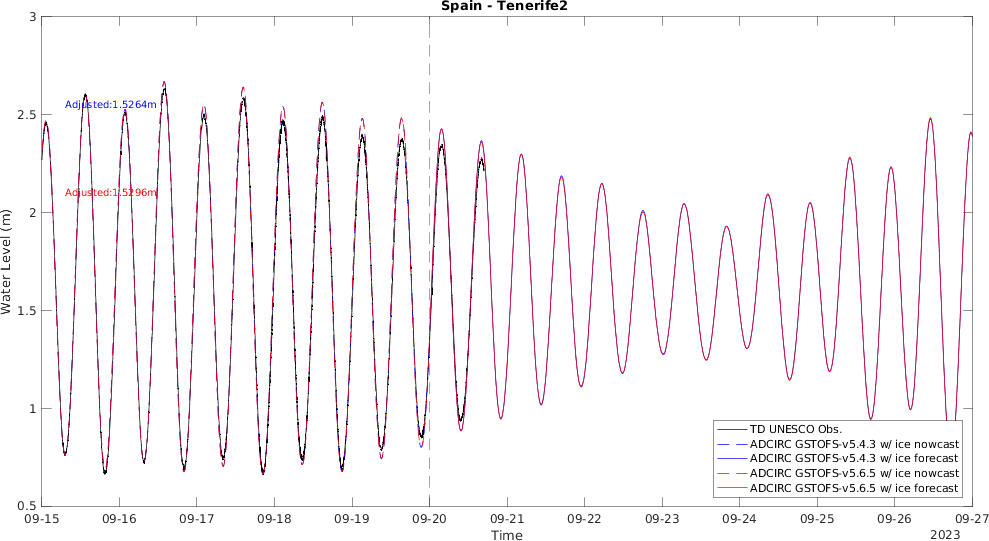 Spain - Tenerife2
3
2.5
2
1.5
1
0.5
Water Level (m)
Adjusted:1.5264m
Adjusted:1.5296m
TD UNESCO Obs.
ADCIRC GSTOFS-v5.4.3 w/ ice nowcast
ADCIRC GSTOFS-v5.4.3 w/ ice forecast
ADCIRC GSTOFS-v5.6.5 w/ ice nowcast
ADCIRC GSTOFS-v5.6.5 w/ ice forecast
09-15 09-16 09-17 09-18 09-19 09-20 09-21 09-22 09-23 09-24 09-25 09-26 09-27
Time
2023